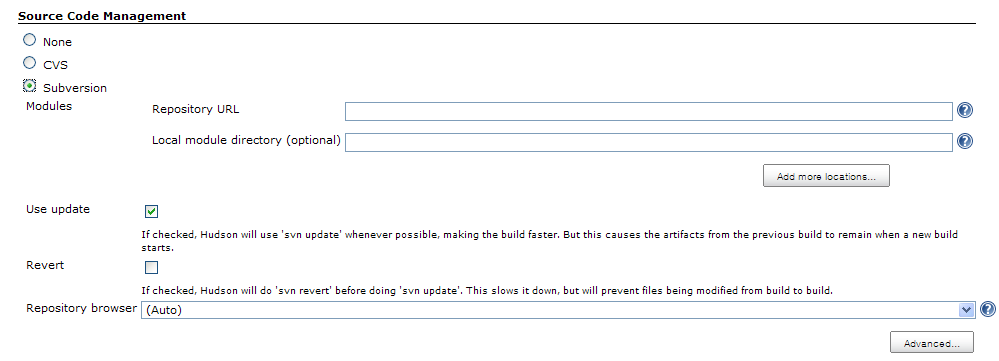 Source Code Management
None
CVS
Subversion
Modules
Repository URL
Local module directory (optional)
Add more locations...
Use update
If checked, Hudson will use 'svn update' whenever possible, making the build faster. But this causes the artifacts from the previous build to remain when a new build
starts.
Revert
If checked, Hudson will do 'svn revert' before doing 'svn update'. This slows it down, but will prevent files being modified from build to build.
Repository browser (Auto)
Advanced...